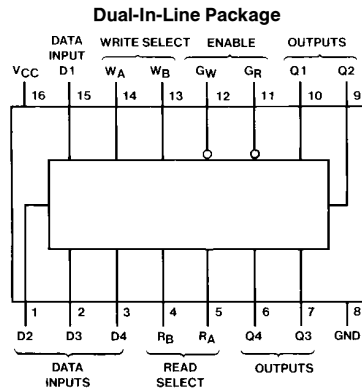 Dual-In-Line Package
DATA
INPUT WRITE SELECT ENABLE OUTPUTS
VCC D1 WA WB GW GR Q1 Q2
16 15 14 13 12 11 10 9
1 2 3 4 5 6 7 8
D2 D3 D4 RB RA Q4 Q3 GND
DATA READ OUTPUTS
INPUTS SELECT